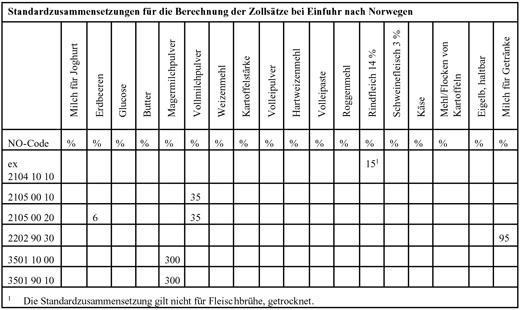 Standardzusammensetzungen für die Berechnung der Zollsätze bei Einfuhr nach Norwegen
Milch für Joghurt
Erdbeeren
Glucose
Butter
Magermilchpulver
Vollmilchpulver
Weizenmehl
Kartoffelstärke
Volleipulver
Hartweizenmehl
Volleipaste
Roggenmehl
Rindfleich 14 %
Schweinefleisch 3 %
Käse
Mehl/Flocken von
Kartoffeln
Eigelb, haltbar
Milch für Getränke
NO-Code % % % % % % % % % % % % % % % % % %
ex 15¹
2104 10 10
2105 00 10 35
2105 00 20 6 35
2202 90 30 95
3501 10 00 300
3501 90 10 300
¹ Die Standardzusammensetzung gilt nicht für Fleischbrühe, getrocknet.